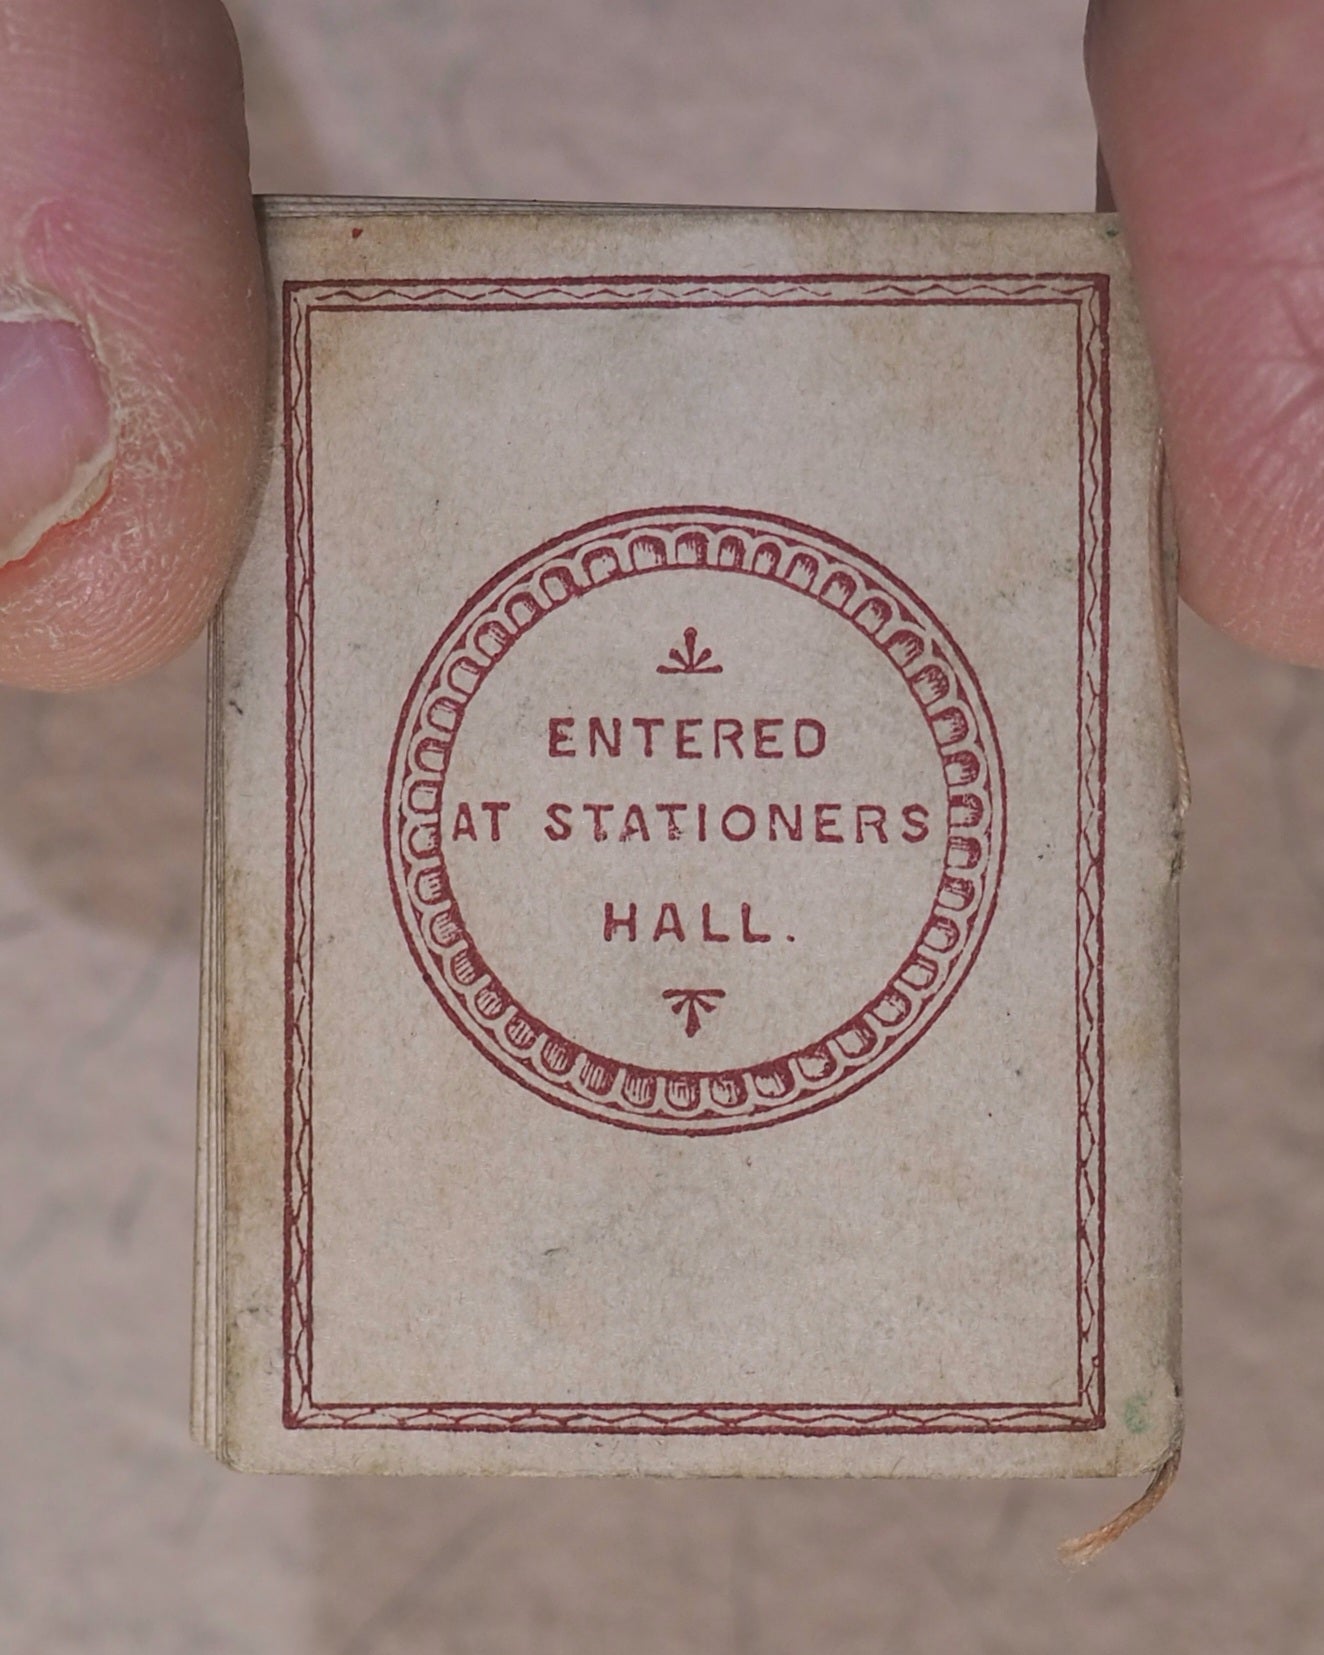 ENTERED
AT STATIONERS
HALL.